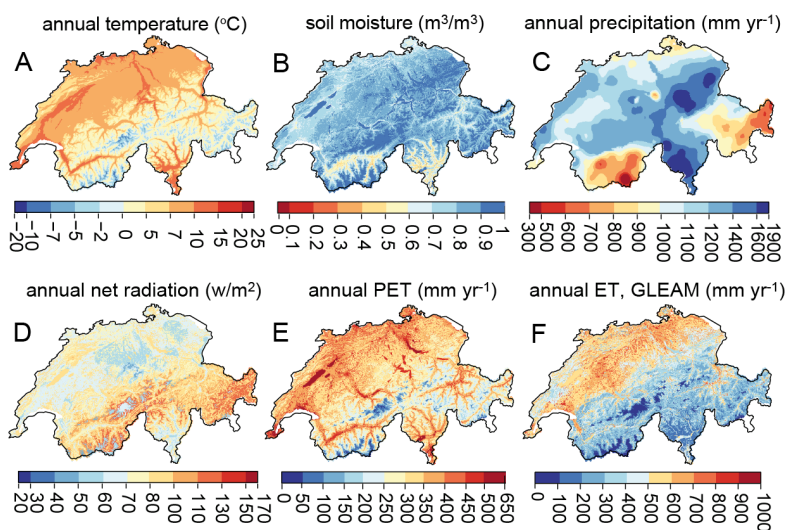 annual temperature (°C)
soil moisture (m³/m³)
annual precipitation (mm yr⁻¹)
A
B
C
−20 −10 −7 −5 −2 0 2 5 7 10 15 20 25
0 0.1 0.2 0.3 0.4 0.5 0.6 0.7 0.8 0.9 1
300 500 600 700 800 900 1000 1100 1200 1400 1600 1900
annual net radiation (w/m²)
annual PET (mm yr⁻¹)
annual ET, GLEAM (mm yr⁻¹)
D
E
F
20 30 40 50 60 70 80 90 100 110 130 150 170
0 50 100 150 200 250 300 350 400 450 500 550 650
0 100 200 300 400 500 600 700 800 900 1000